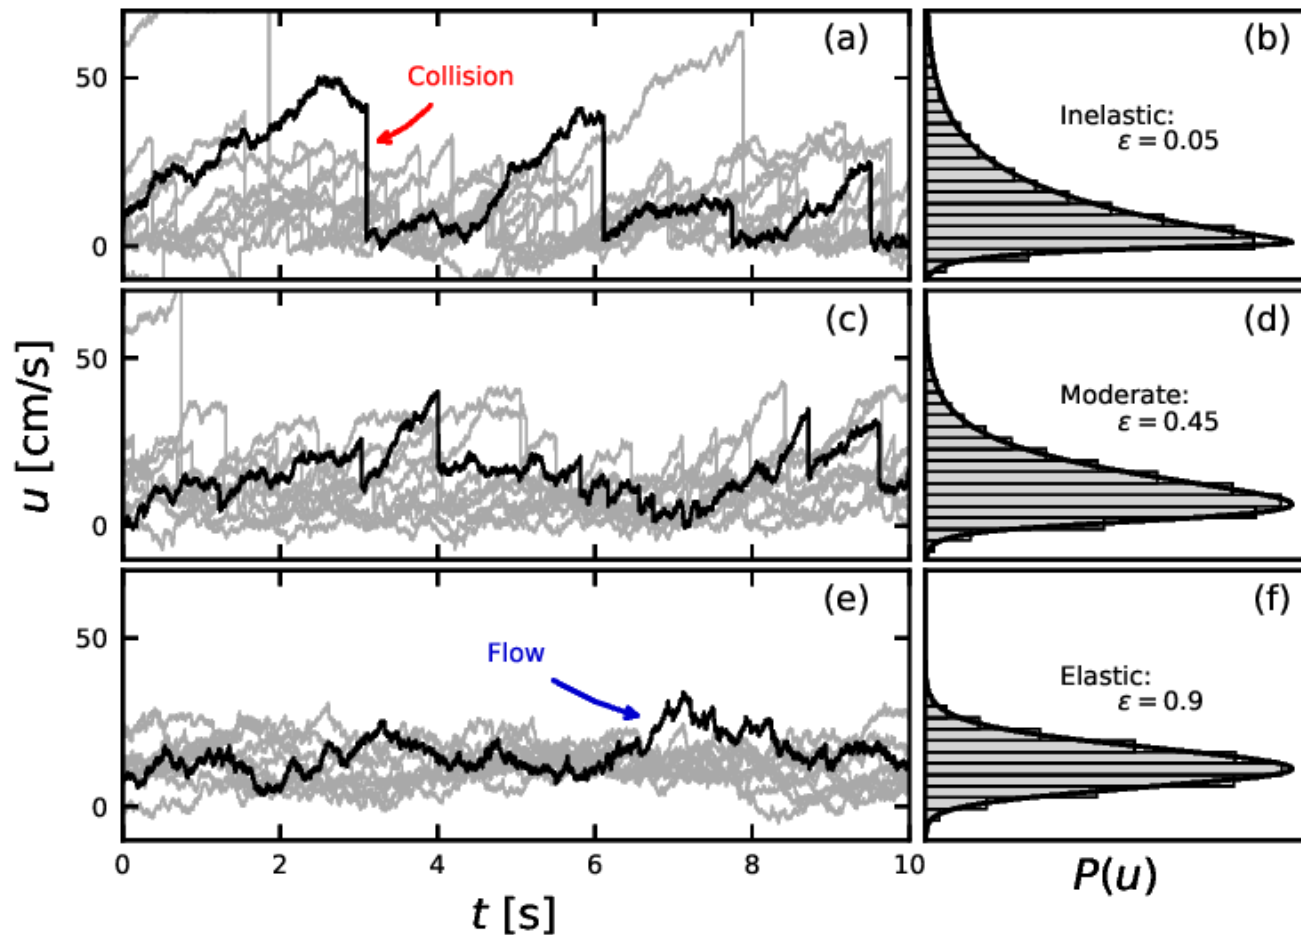 (a)
50
Collision
0
(b)
Inelastic:
ε = 0.05
u [cm/s]
(c)
50
0
(d)
Moderate:
ε = 0.45
(e)
50
Flow
0
(f)
Elastic:
ε = 0.9
0 2 4 6 8 10
t [s]
P(u)